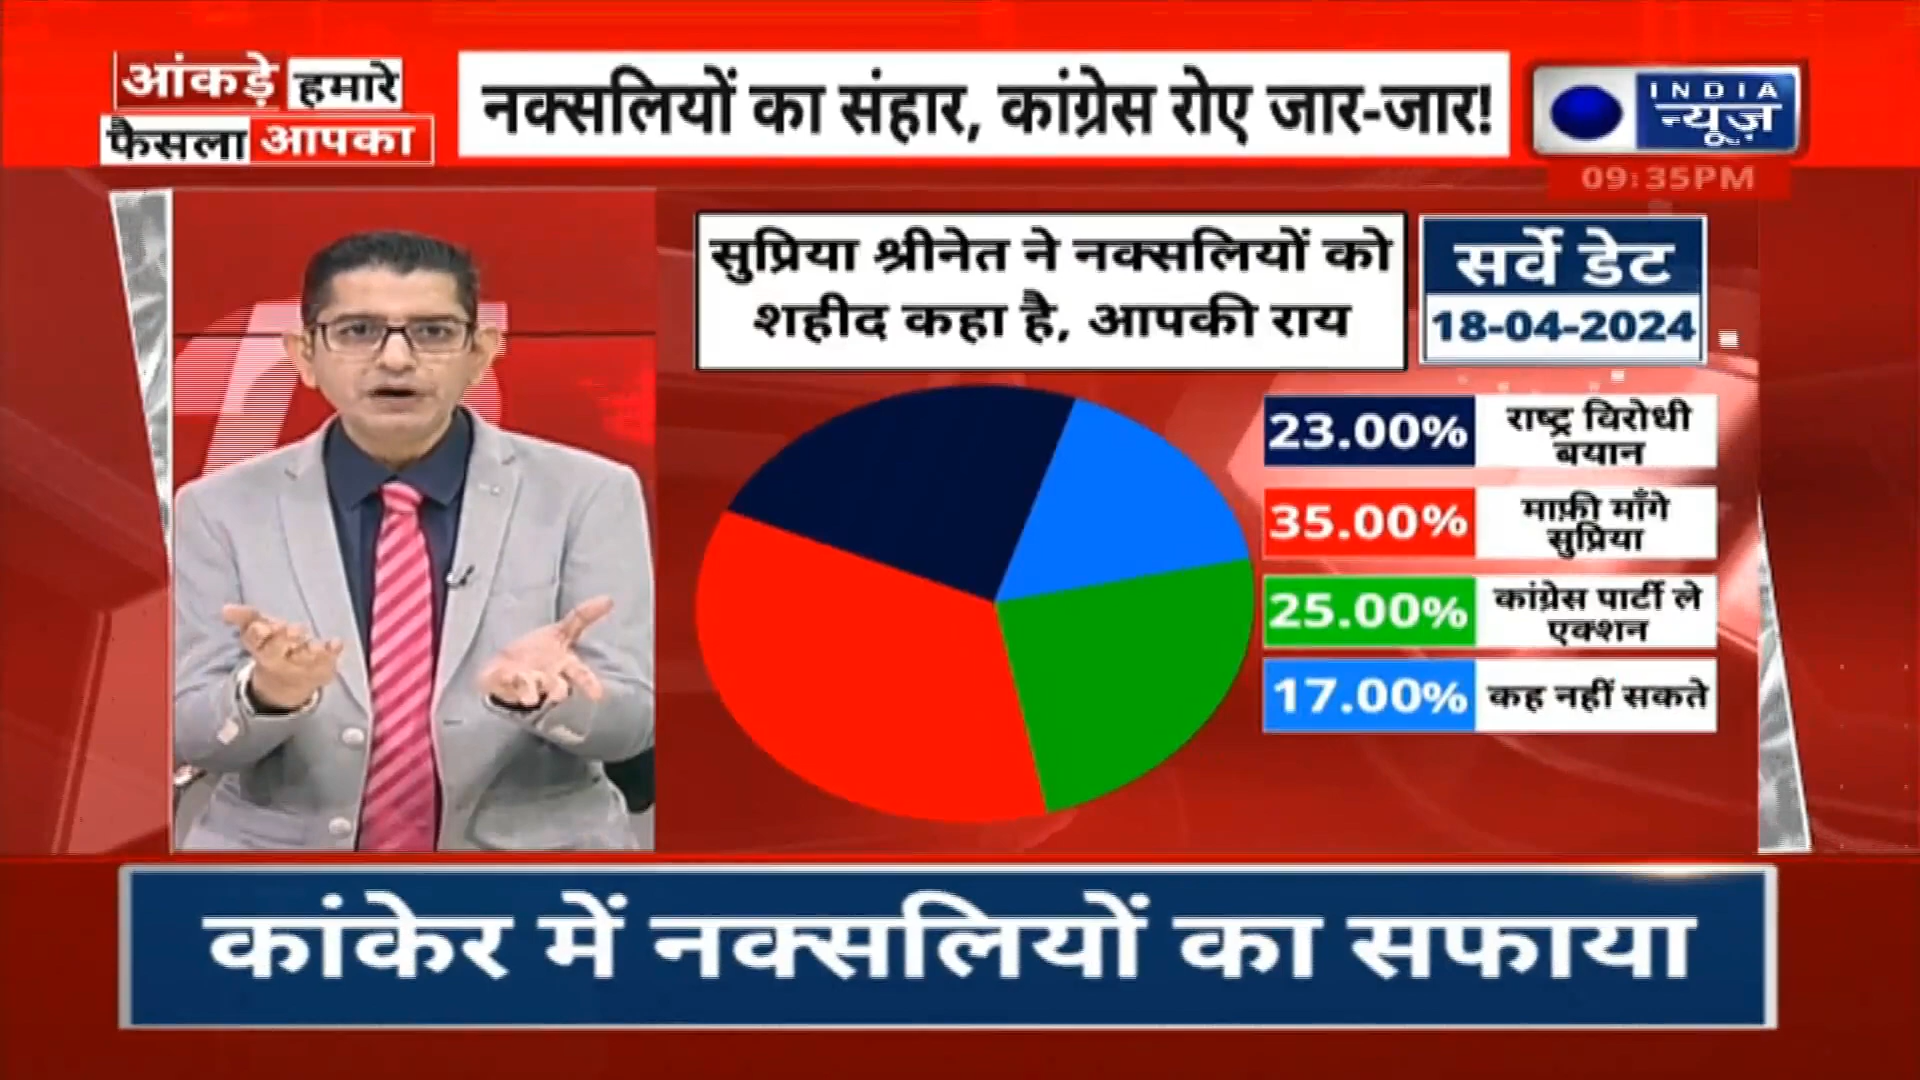 आंकड़े हमारे
फैसला आपका
नक्सलियों का संहार, कांग्रेस रोए जार-जार!
INDIA
न्यूज़
09:35PM
सुप्रिया श्रीनेत ने नक्सलियों को
शहीद कहा है, आपकी राय
सर्वे डेट
18-04-2024
23.00% राष्ट्र विरोधी
बयान
35.00% माफ़ी माँगे
सुप्रिया
25.00% कांग्रेस पार्टी ले
एक्शन
17.00% कह नहीं सकते
कांकेर में नक्सलियों का सफाया